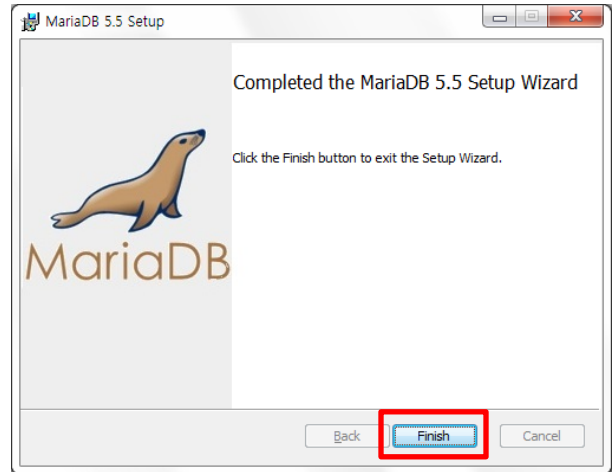 MariaDB 5.5 Setup
Completed the MariaDB 5.5 Setup Wizard
Click the Finish button to exit the Setup Wizard.
MariaDB
Back
Finish
Cancel